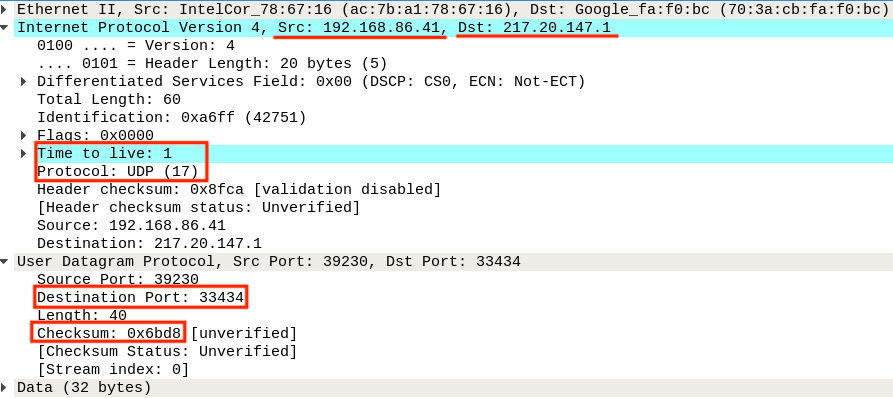 Ethernet II, Src: IntelCor_78:67:16 (ac:7b:a1:78:67:16), Dst: Google_fa:f0:bc (70:3a:cb:fa:f0:bc)
Internet Protocol Version 4, Src: 192.168.86.41, Dst: 217.20.147.1
0100 .... = Version: 4
.... 0101 = Header Length: 20 bytes (5)
Differentiated Services Field: 0x00 (DSCP: CS0, ECN: Not-ECT)
Total Length: 60
Identification: 0xa6ff (42751)
Flags: 0x0000
Time to live: 1
Protocol: UDP (17)
Header checksum: 0x8fca [validation disabled]
[Header checksum status: Unverified]
Source: 192.168.86.41
Destination: 217.20.147.1
User Datagram Protocol, Src Port: 39230, Dst Port: 33434
Source Port: 39230
Destination Port: 33434
Length: 40
Checksum: 0x6bd8 [unverified]
[Checksum Status: Unverified]
[Stream index: 0]
Data (32 bytes)